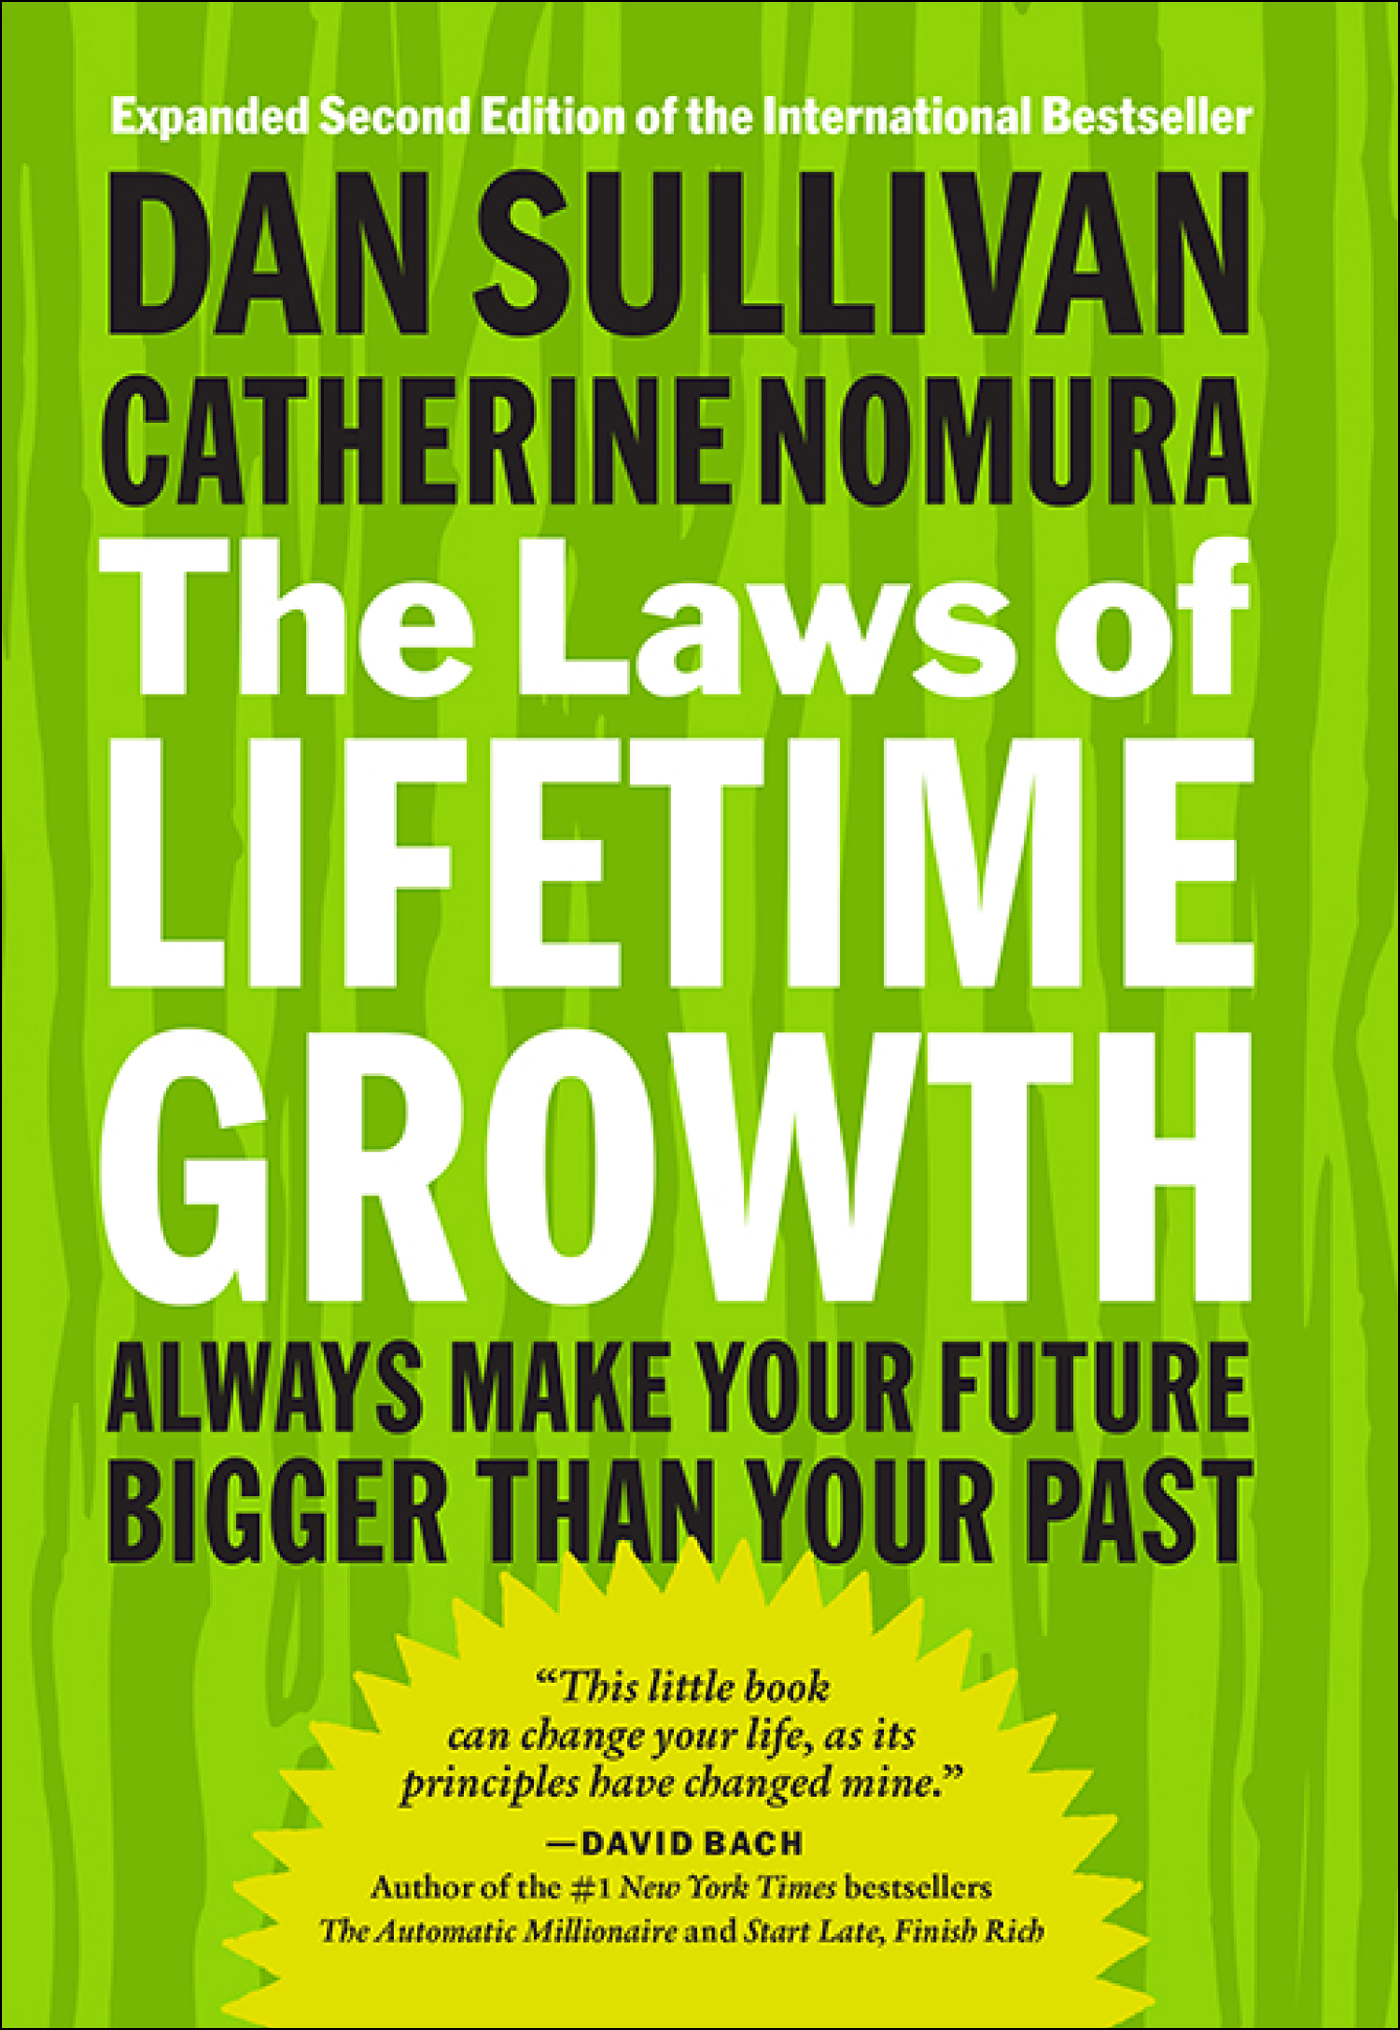 Expanded Second Edition of the International Bestseller
DAN SULLIVAN
CATHERINE NOMURA
The Laws of
LIFETIME
GROWTH
ALWAYS MAKE YOUR FUTURE
BIGGER THAN YOUR PAST
“This little book
can change your life, as its
principles have changed mine.”
—DAVID BACH
Author of the #1 New York Times bestsellers
The Automatic Millionaire and Start Late, Finish Rich